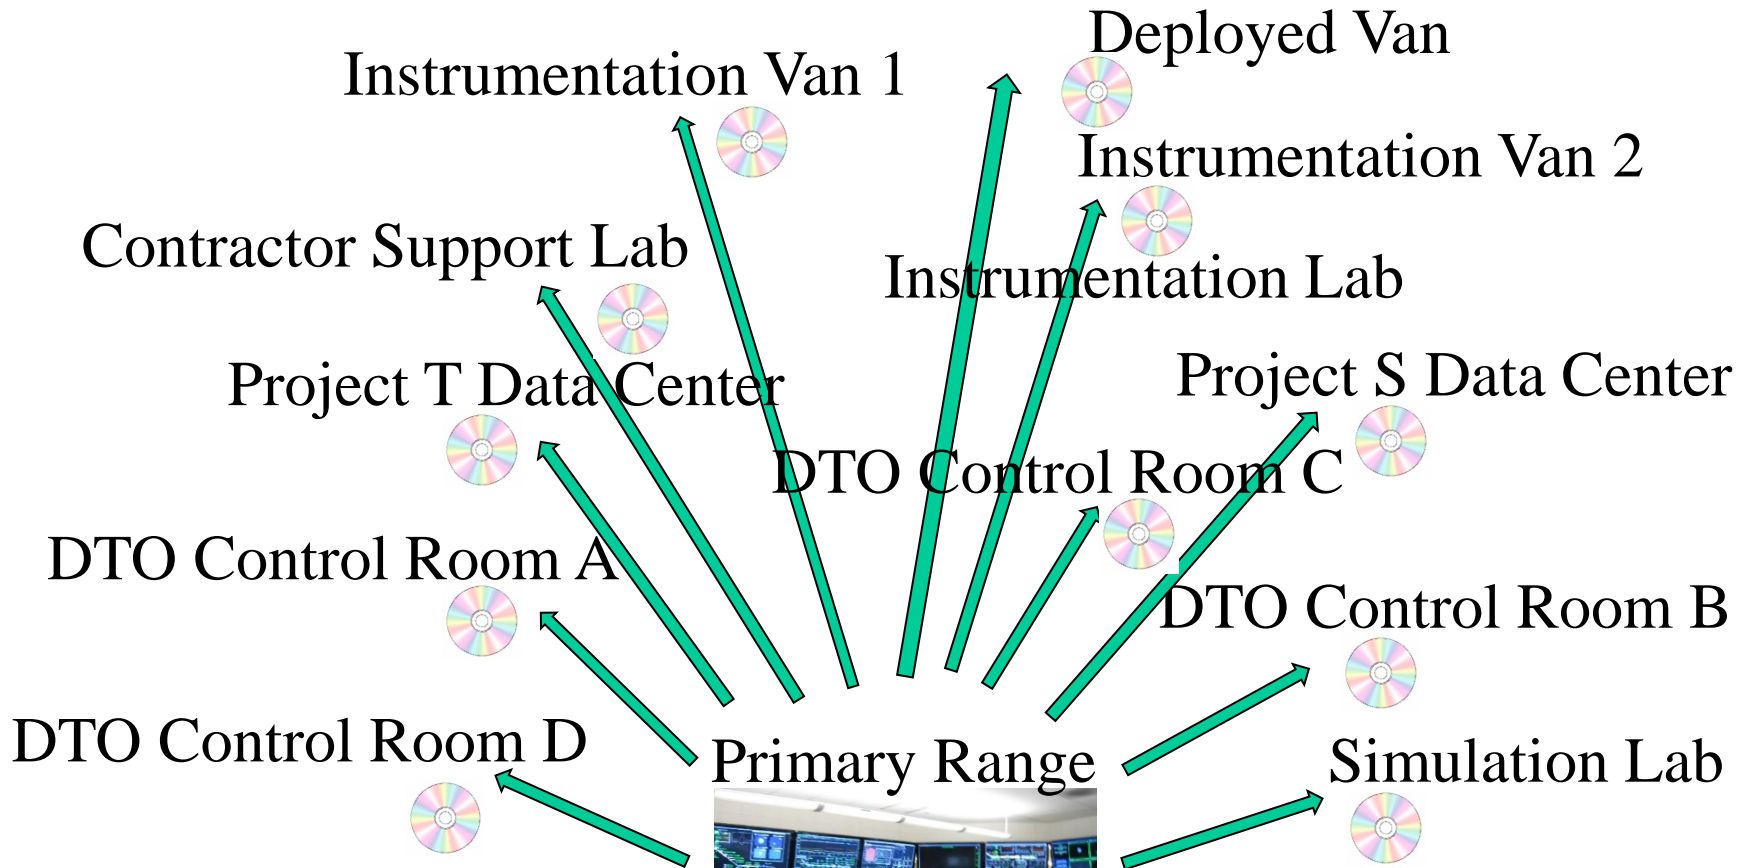 Deployed Van
Instrumentation Van 1
Instrumentation Van 2
Contractor Support Lab
Instrumentation Lab
Project T Data Center
Project S Data Center
DTO Control Room C
DTO Control Room A
DTO Control Room B
DTO Control Room D
Primary Range
Simulation Lab